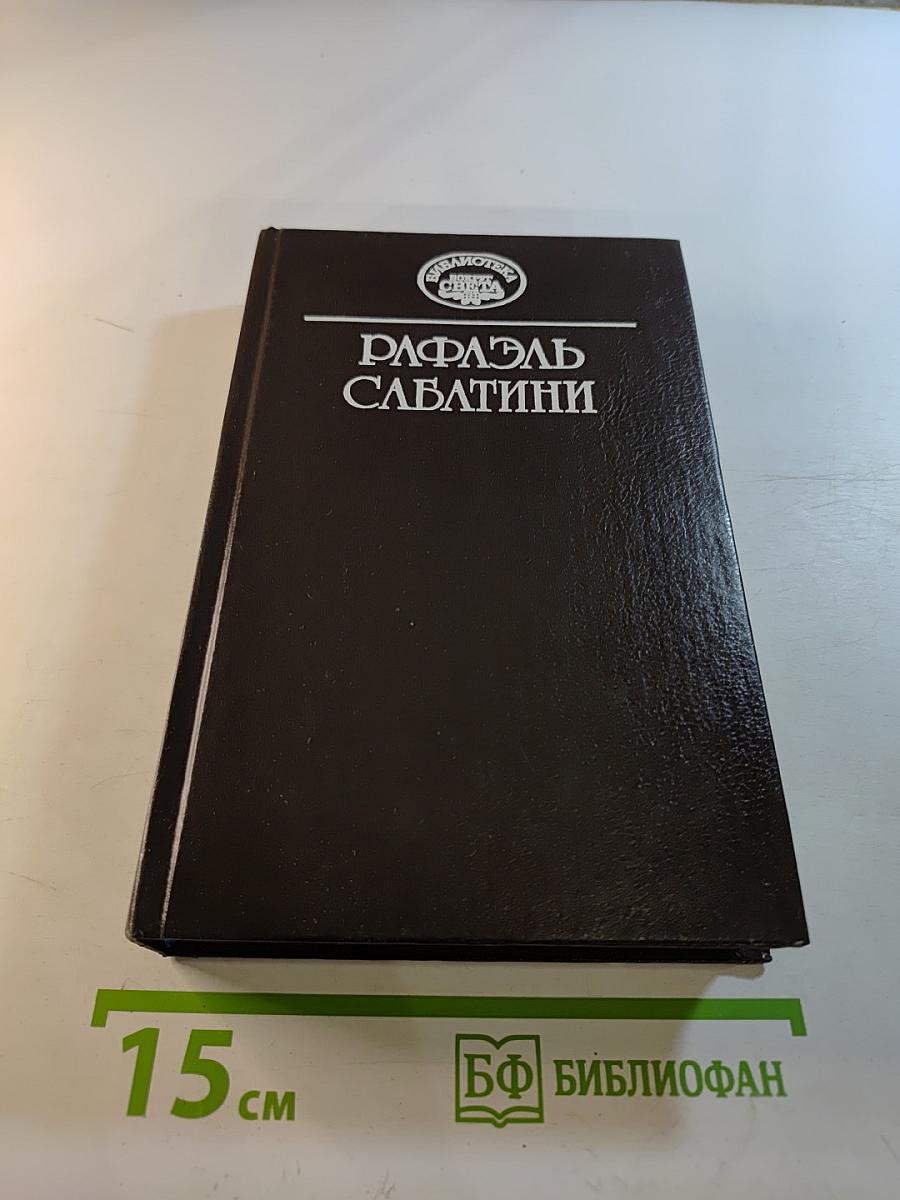 БИБЛИОТЕКА
ВОКРУГ
СВЕТА
РАФАЭЛЬ
САБАТИНИ
15 см
БФ БИБЛИОФАН